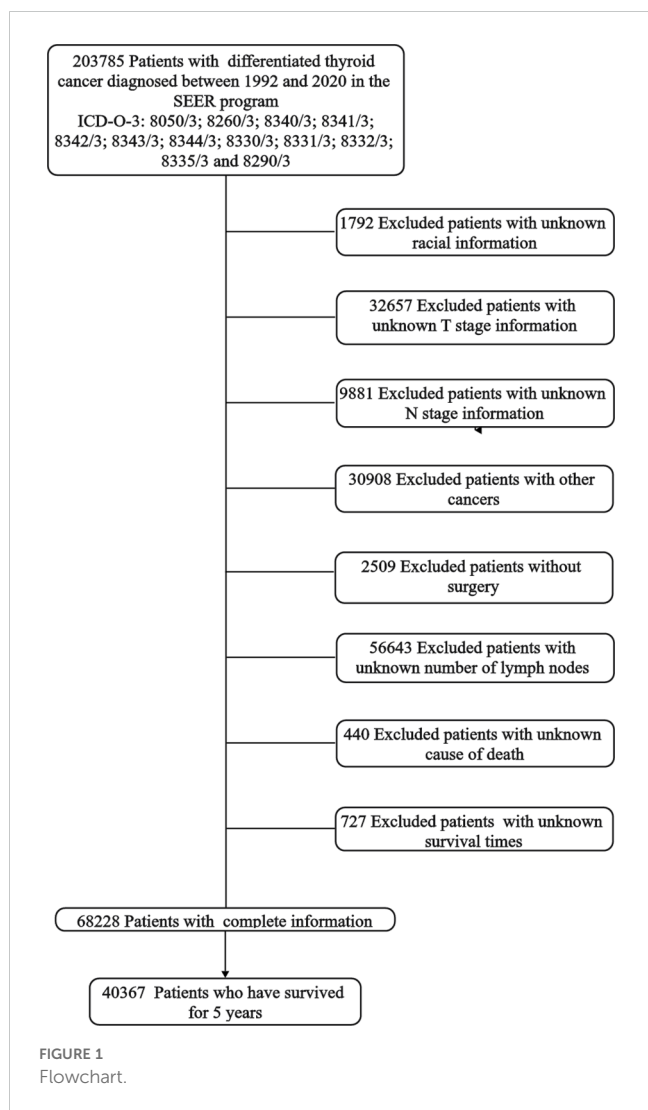 203785 Patients with differentiated thyroid
cancer diagnosed between 1992 and 2020 in the
SEER program
ICD-O-3: 8050/3; 8260/3; 8340/3; 8341/3;
8342/3; 8343/3; 8344/3; 8330/3; 8331/3; 8332/3;
8335/3 and 8290/3
1792 Excluded patients with unknown
racial information
32657 Excluded patients with
unknown T stage information
9881 Excluded patients with unknown
N stage information
30908 Excluded patients with other
cancers
2509 Excluded patients without
surgery
56643 Excluded patients with
unknown number of lymph nodes
440 Excluded patients with unknown
cause of death
727 Excluded patients with unknown
survival times
68228 Patients with complete information
40367 Patients who have survived
for 5 years
FIGURE 1
Flowchart.